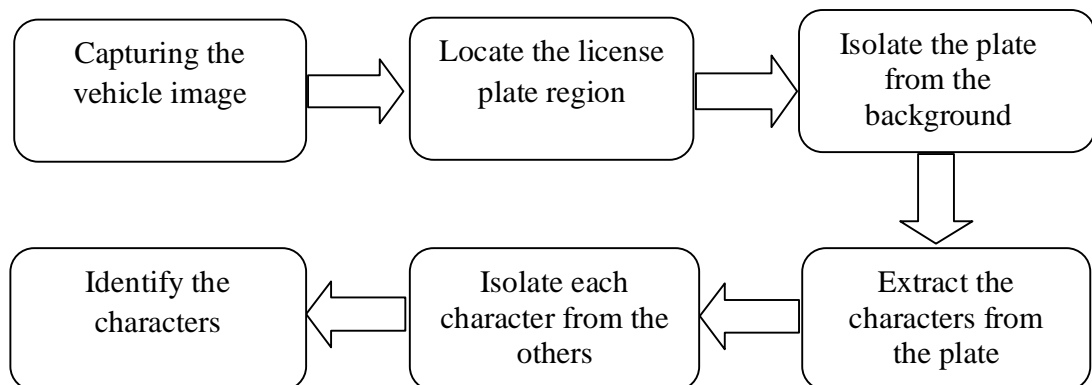 Capturing the
vehicle image
Locate the license
plate region
Isolate the plate
from the
background
Extract the
characters from
the plate
Isolate each
character from the
others
Identify the
characters